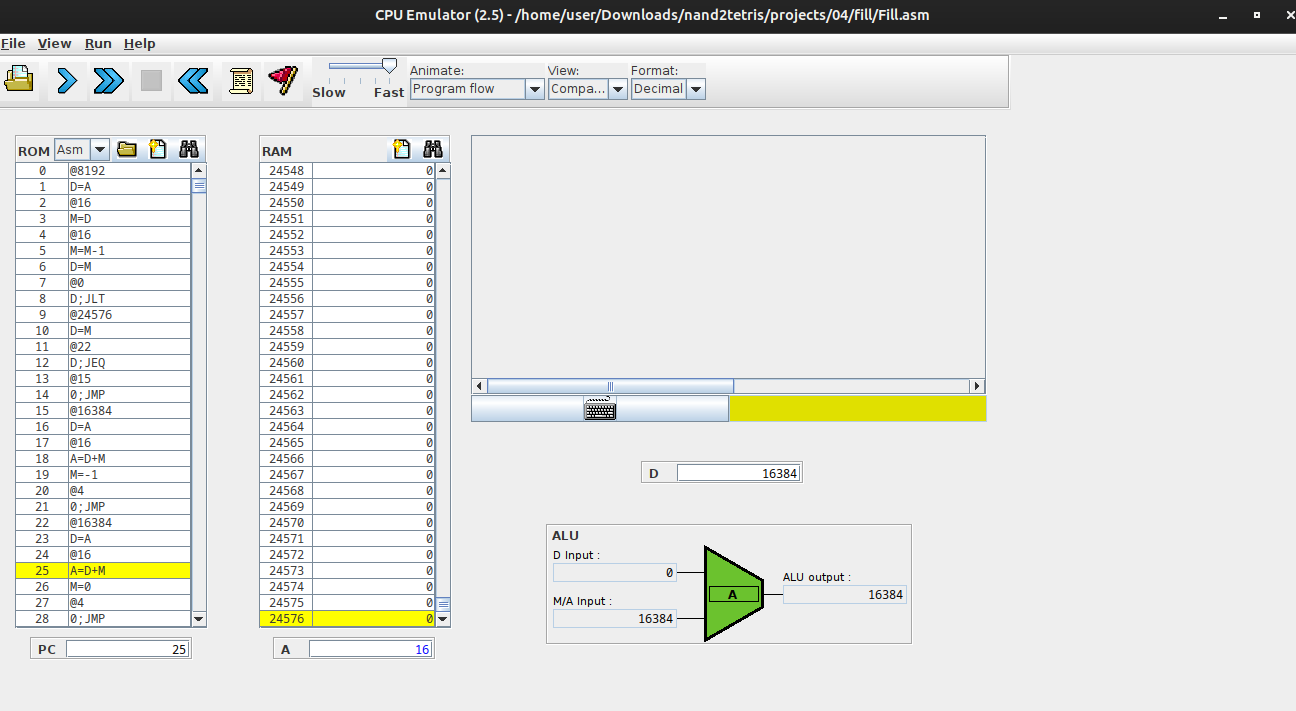 CPU Emulator (2.5) - /home/user/Downloads/nand2tetris/projects/04/fill/Fill.asm
File View Run Help
Slow Fast
Animate:
Program flow
View:
Compa...
Format:
Decimal
ROM Asm
0 @8192
1 D=A
2 @16
3 M=D
4 @16
5 M=M-1
6 D=M
7 @0
8 D;JLT
9 @24576
10 D=M
11 @22
12 D;JEQ
13 @15
14 0;JMP
15 @16384
16 D=A
17 @16
18 A=D+M
19 M=-1
20 @4
21 0;JMP
22 @16384
23 D=A
24 @16
25 A=D+M
26 M=0
27 @4
28 0;JMP
PC 25
RAM
24548 0
24549 0
24550 0
24551 0
24552 0
24553 0
24554 0
24555 0
24556 0
24557 0
24558 0
24559 0
24560 0
24561 0
24562 0
24563 0
24564 0
24565 0
24566 0
24567 0
24568 0
24569 0
24570 0
24571 0
24572 0
24573 0
24574 0
24575 0
24576 0
A 16
D 16384
ALU
D Input :
0
M/A Input :
16384
A
ALU output :
16384